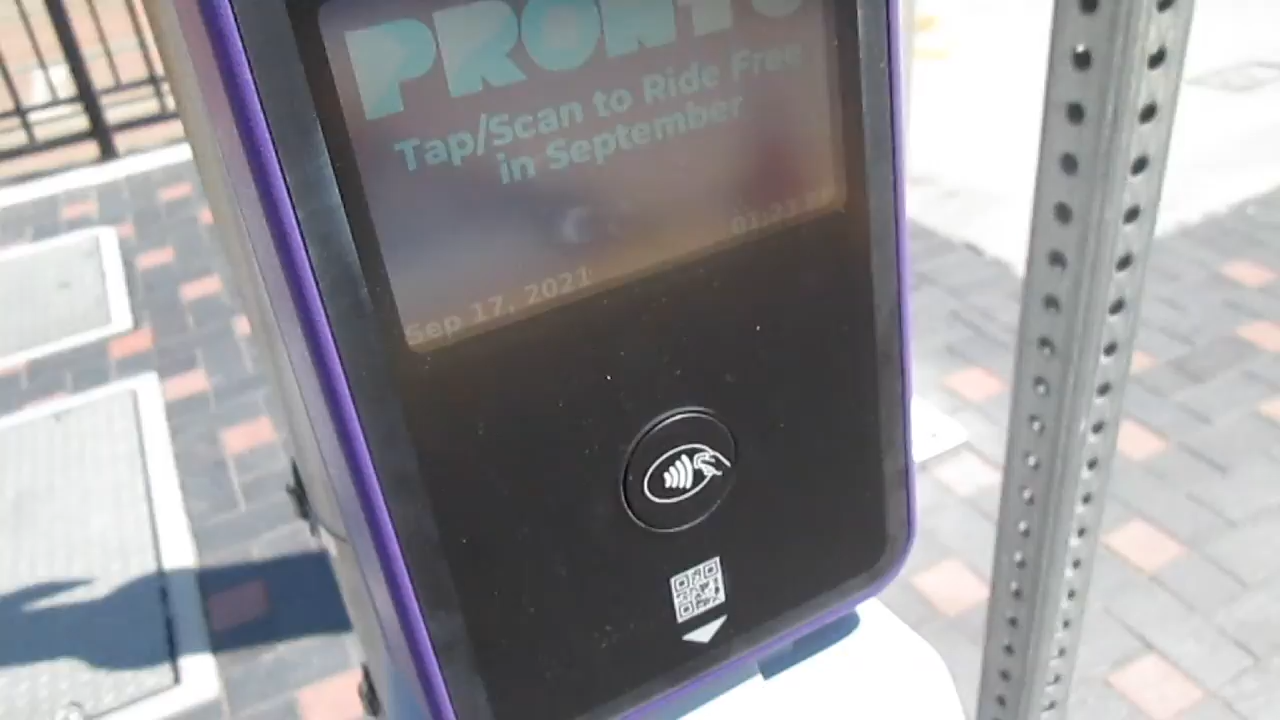 PRONTO
Tap/Scan to Ride Free
in September
Sep 17, 2021